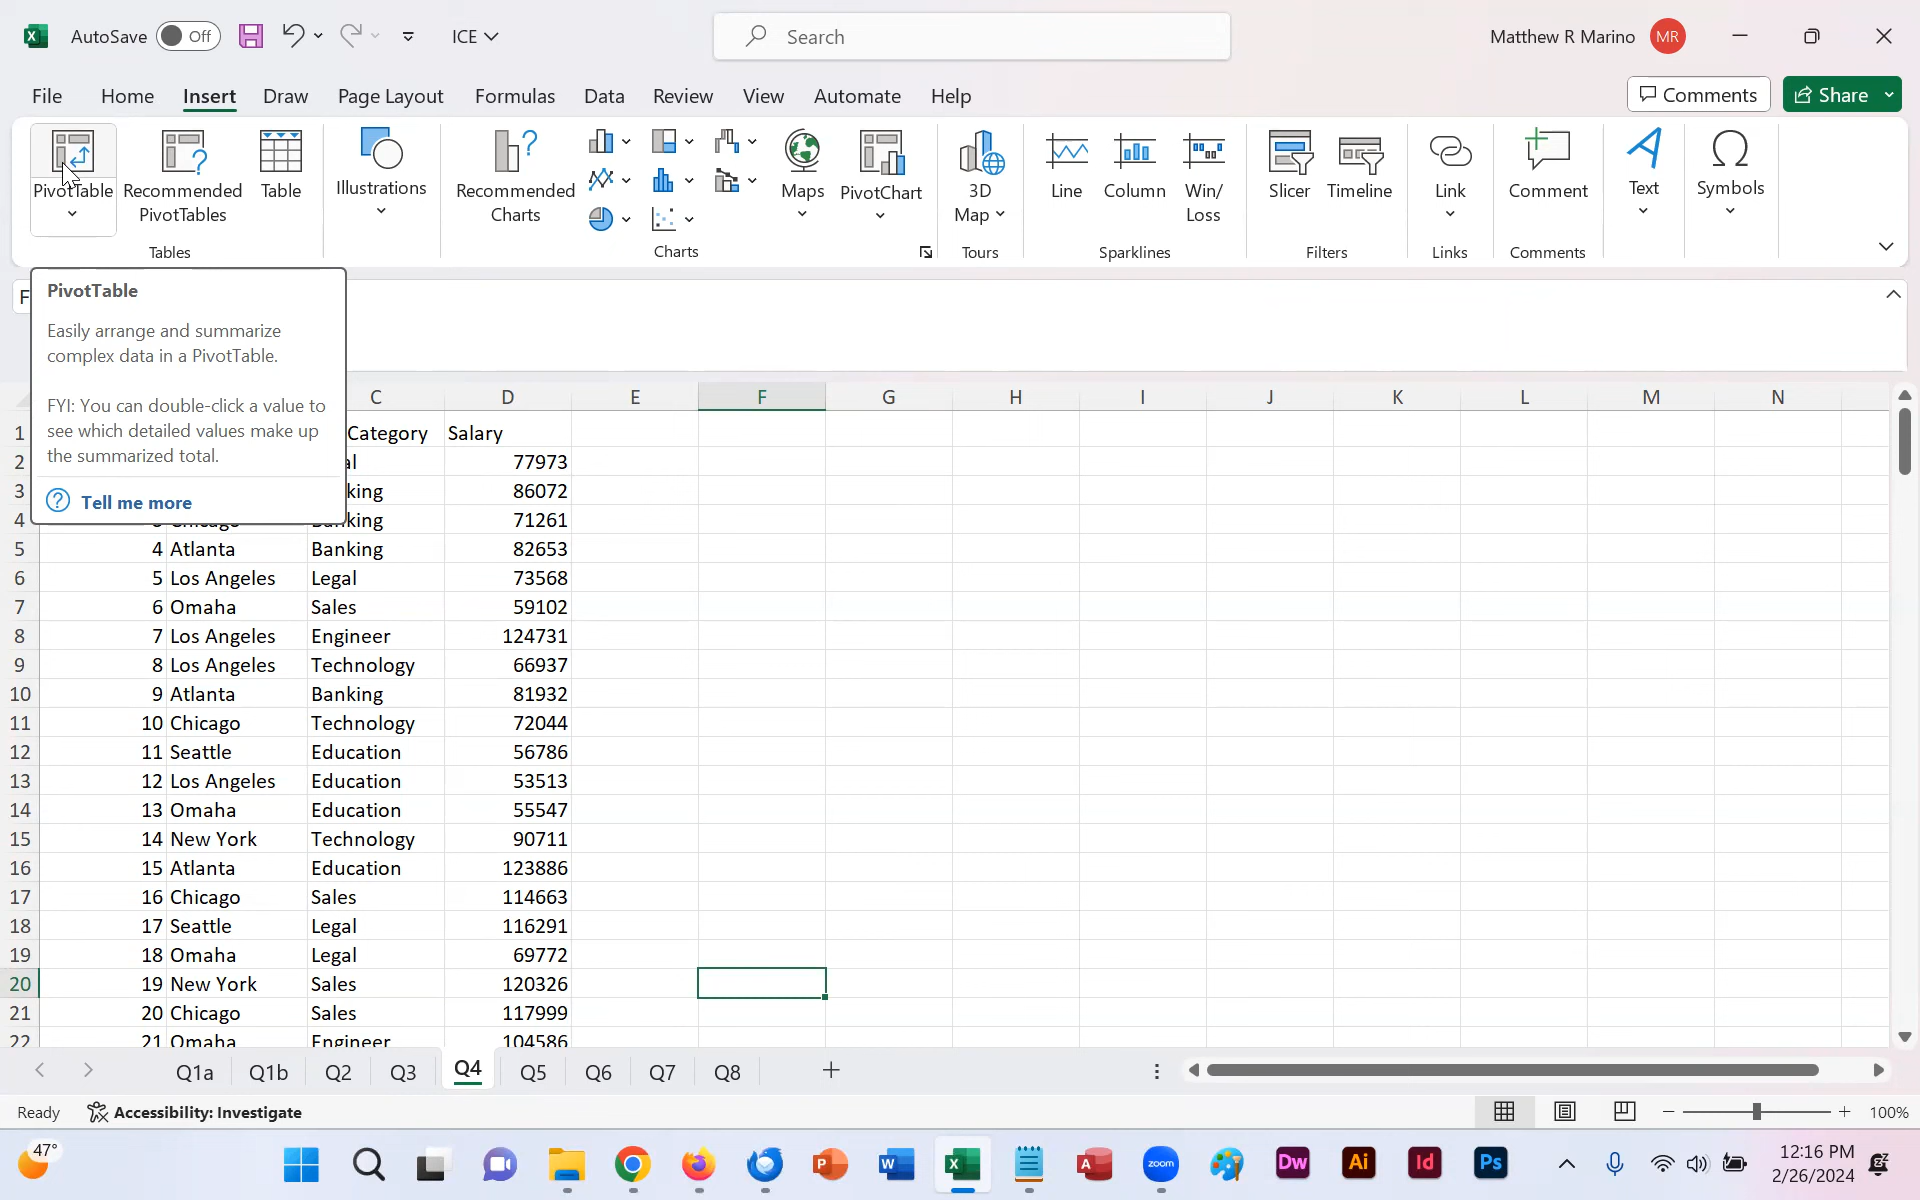 AutoSave Off ICE Search Matthew R Marino MR
File Home Insert Draw Page Layout Formulas Data Review View Automate Help Comments Share
PivotTable Recommended PivotTables Table Illustrations Recommended Charts Maps PivotChart 3D Map Line Column Win/Loss Slicer Timeline Link Comment Text Symbols
Tables Charts Tours Sparklines Filters Links Comments
PivotTable
Easily arrange and summarize
complex data in a PivotTable.
FYI: You can double-click a value to
see which detailed values make up
the summarized total.
Tell me more
C D E F G H I J K L M N
1 Category Salary
2 77973
3 86072
4 71261
5 4 Atlanta Banking 82653
6 5 Los Angeles Legal 73568
7 6 Omaha Sales 59102
8 7 Los Angeles Engineer 124731
9 8 Los Angeles Technology 66937
10 9 Atlanta Banking 81932
11 10 Chicago Technology 72044
12 11 Seattle Education 56786
13 12 Los Angeles Education 53513
14 13 Omaha Education 55547
15 14 New York Technology 90711
16 15 Atlanta Education 123886
17 16 Chicago Sales 114663
18 17 Seattle Legal 116291
19 18 Omaha Legal 69772
20 19 New York Sales 120326
21 20 Chicago Sales 117999
22 21 Omaha Engineer 104586
Q1a Q1b Q2 Q3 Q4 Q5 Q6 Q7 Q8 +
Ready Accessibility: Investigate 100%
47° zoom Dw Ai Id Ps 12:16 PM
2/26/2024